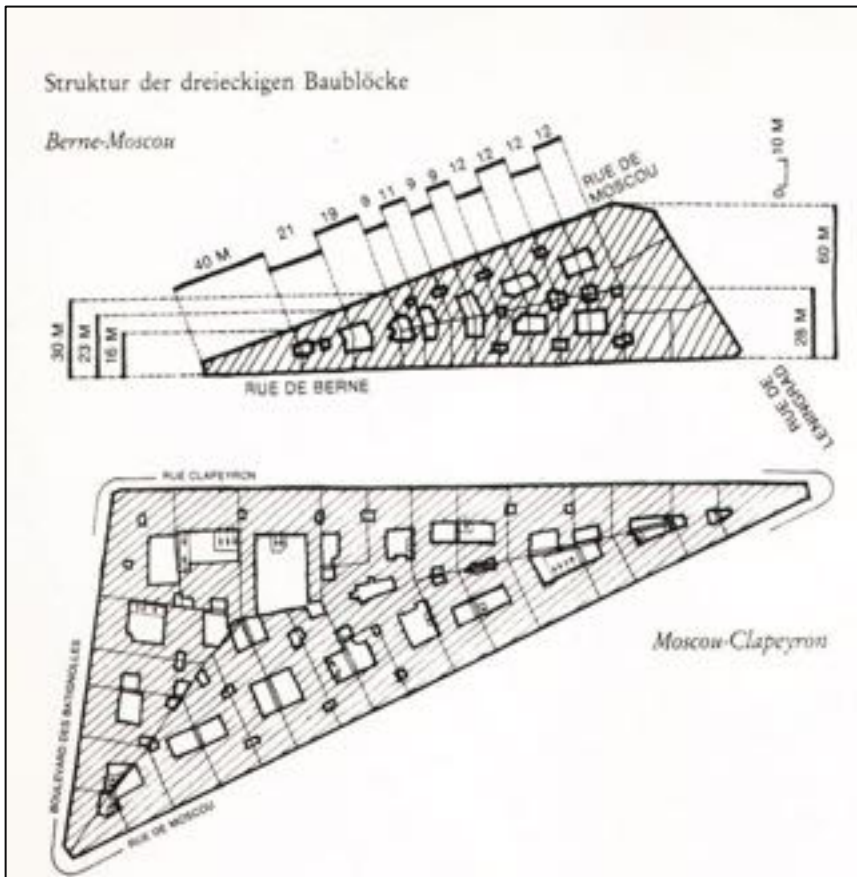 Struktur der dreieckigen Baublöcke
Berne-Moscou
40 M
21
19
9
11
9
9
12
12
12
12
RUE DE
MOSCOU
0 10 M
60 M
28 M
30 M
23 M
16 M
RUE DE BERNE
RUE DE
LENINGRAD
RUE CLAPEYRON
BOULEVARD DES BATIGNOLLES
RUE DE MOSCOU
Moscou-Clapeyron